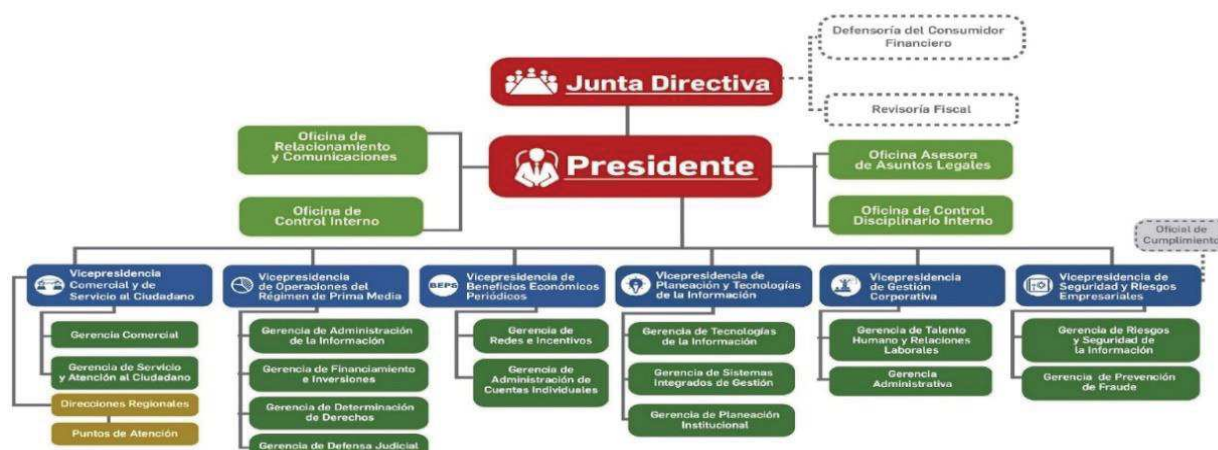 Defensoría del Consumidor
Financiero
Junta Directiva
Revisoría Fiscal
Oficina de
Relacionamiento
y Comunicaciones
Presidente
Oficina Asesora
de Asuntos Legales
Oficina de
Control Interno
Oficina de Control
Disciplinario Interno
Oficial de
Cumplimiento
Vicepresidencia
Comercial y de
Servicio al Ciudadano
Vicepresidencia
de Operaciones del
Régimen de Prima Media
BEPS
Vicepresidencia de
Beneficios Económicos
Periódicos
Vicepresidencia de
Planeación y Tecnologías
de la Información
Vicepresidencia
de Gestión
Corporativa
Vicepresidencia de
Seguridad y Riesgos
Empresariales
Gerencia Comercial
Gerencia de Servicio
y Atención al Ciudadano
Direcciones Regionales
Puntos de Atención
Gerencia de Administración
de la Información
Gerencia de Financiamiento
e Inversiones
Gerencia de Determinación
de Derechos
Gerencia de Defensa Judicial
Gerencia de
Redes e Incentivos
Gerencia de
Administración de
Cuentas Individuales
Gerencia de Tecnologías
de la Información
Gerencia de Sistemas
Integrados de Gestión
Gerencia de Planeación
Institucional
Gerencia de Talento
Humano y Relaciones
Laborales
Gerencia
Administrativa
Gerencia de Riesgos
y Seguridad de
la Información
Gerencia de Prevención
de Fraude